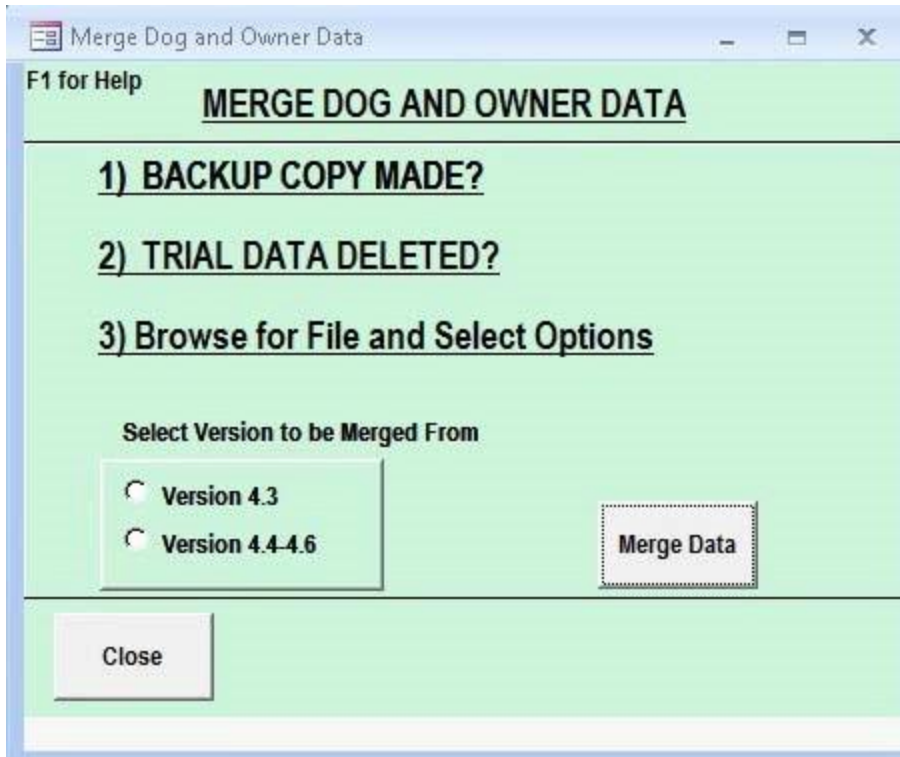 Merge Dog and Owner Data
F1 for Help
MERGE DOG AND OWNER DATA
1) BACKUP COPY MADE?
2) TRIAL DATA DELETED?
3) Browse for File and Select Options
Select Version to be Merged From
Version 4.3
Version 4.4-4.6
Merge Data
Close